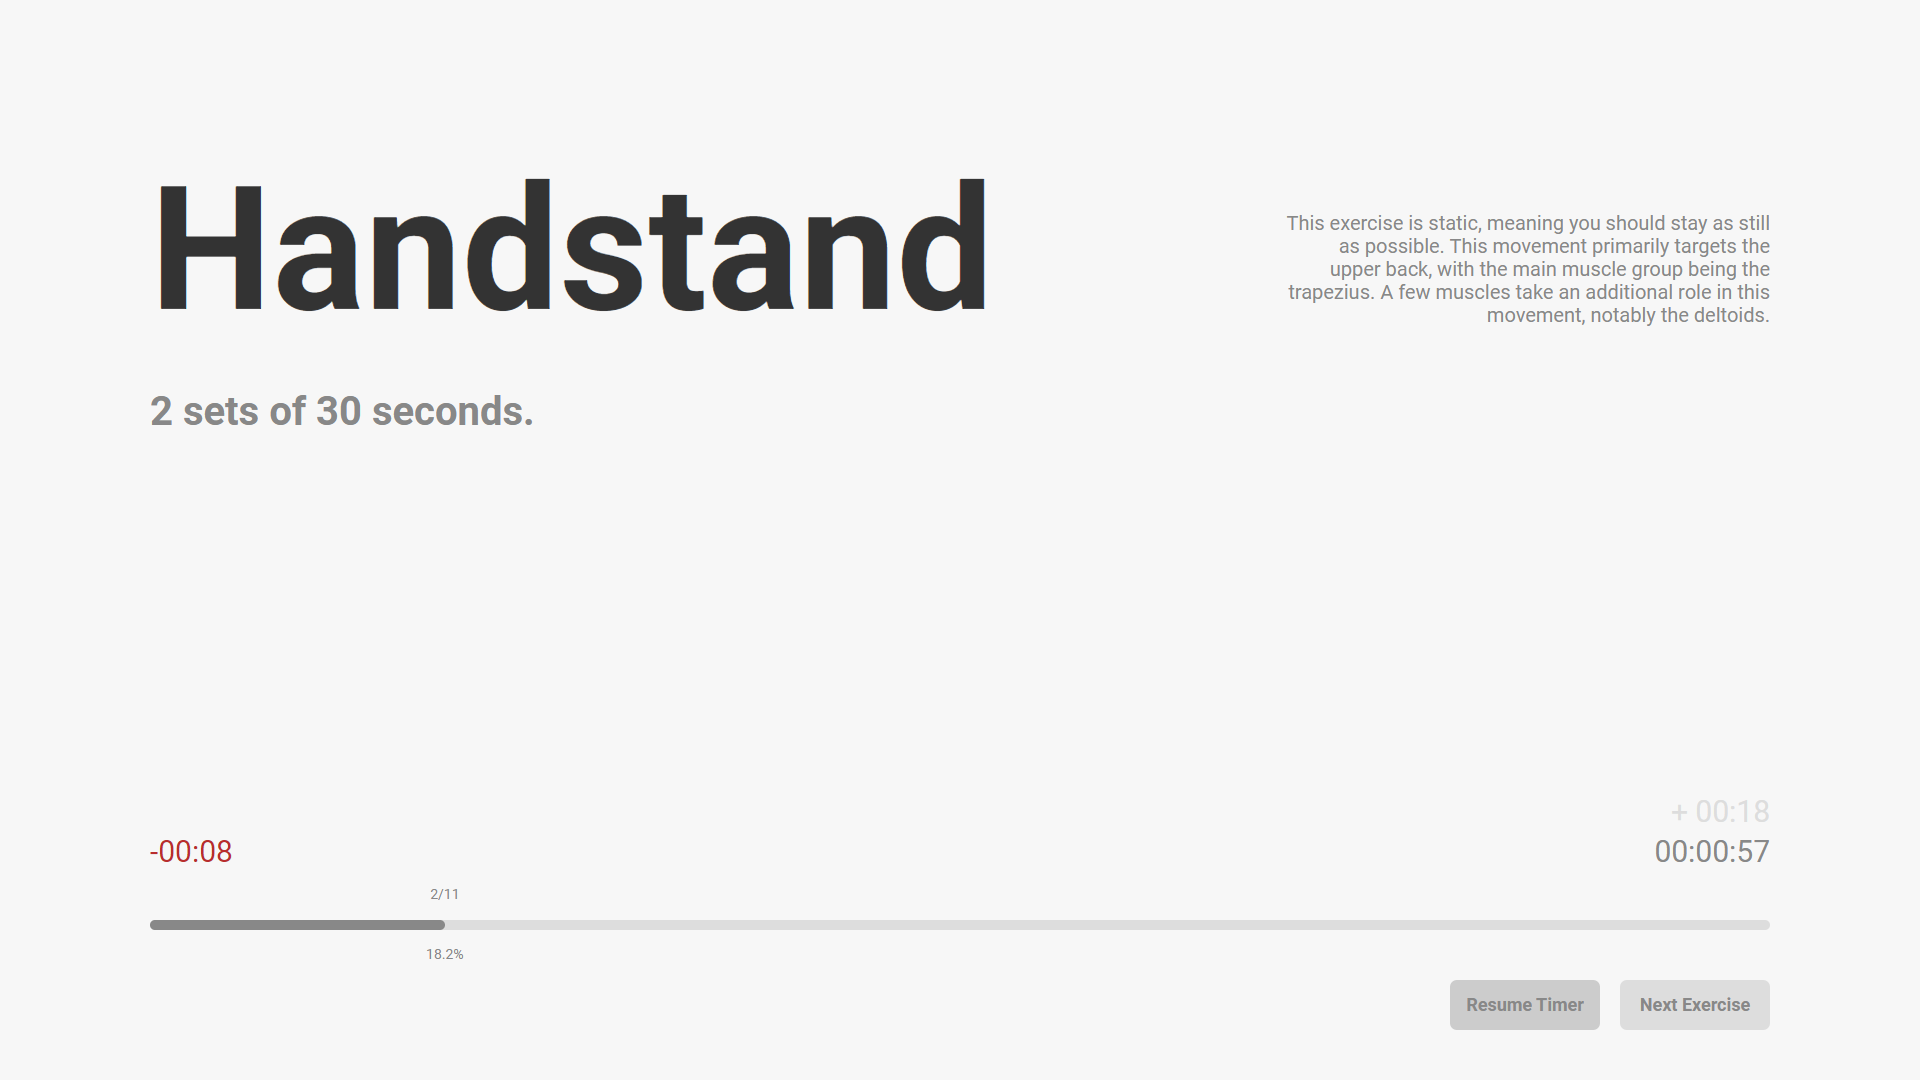 Handstand
This exercise is static, meaning you should stay as still
as possible. This movement primarily targets the
upper back, with the main muscle group being the
trapezius. A few muscles take an additional role in this
movement, notably the deltoids.
2 sets of 30 seconds.
+ 00:18
-00:08
00:00:57
2/11
18.2%
Resume Timer
Next Exercise